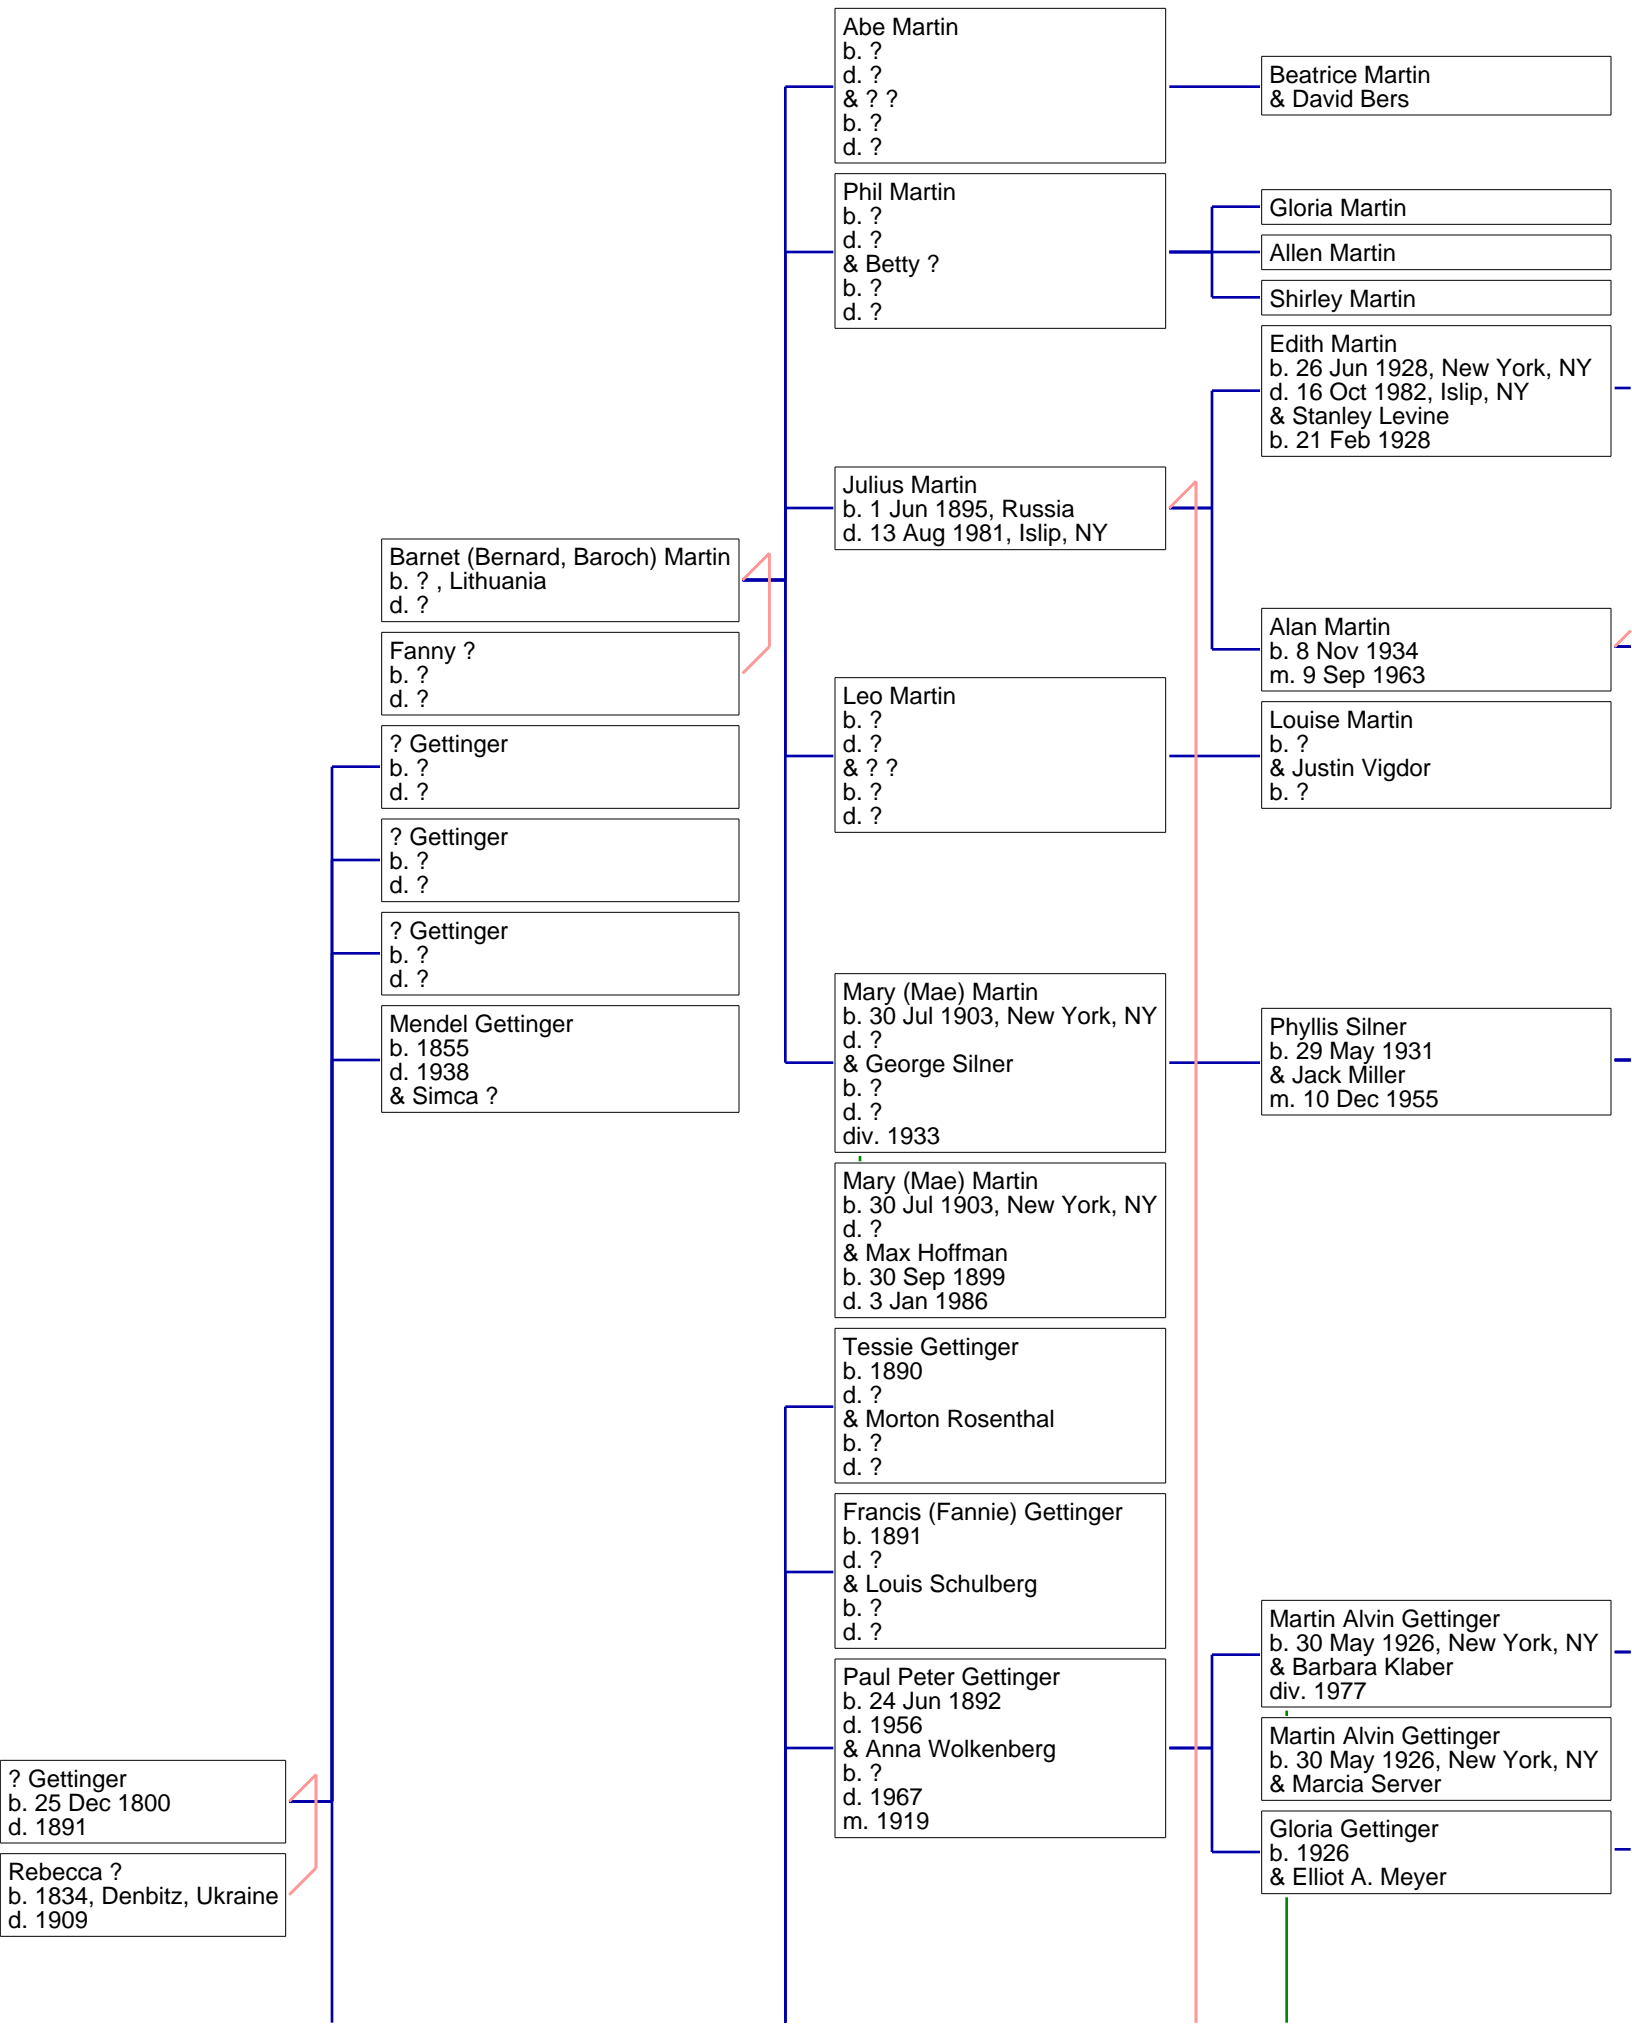 Abe Martin
b. ?
d. ?
& ? ?
b. ?
d. ?
Beatrice Martin
& David Bers
Phil Martin
b. ?
d. ?
& Betty ?
b. ?
d. ?
Gloria Martin
Allen Martin
Shirley Martin
Edith Martin
b. 26 Jun 1928, New York, NY
d. 16 Oct 1982, Islip, NY
& Stanley Levine
b. 21 Feb 1928
Julius Martin
b. 1 Jun 1895, Russia
d. 13 Aug 1981, Islip, NY
Barnet (Bernard, Baroch) Martin
b. ? , Lithuania
d. ?
Fanny ?
b. ?
d. ?
Alan Martin
b. 8 Nov 1934
m. 9 Sep 1963
Leo Martin
b. ?
d. ?
& ? ?
b. ?
d. ?
Louise Martin
b. ?
& Justin Vigdor
b. ?
? Gettinger
b. ?
d. ?
? Gettinger
b. ?
d. ?
? Gettinger
b. ?
d. ?
Mendel Gettinger
b. 1855
d. 1938
& Simca ?
Mary (Mae) Martin
b. 30 Jul 1903, New York, NY
d. ?
& George Silner
b. ?
d. ?
div. 1933
Phyllis Silner
b. 29 May 1931
& Jack Miller
m. 10 Dec 1955
Mary (Mae) Martin
b. 30 Jul 1903, New York, NY
d. ?
& Max Hoffman
b. 30 Sep 1899
d. 3 Jan 1986
Tessie Gettinger
b. 1890
d. ?
& Morton Rosenthal
b. ?
d. ?
Francis (Fannie) Gettinger
b. 1891
d. ?
& Louis Schulberg
b. ?
d. ?
Paul Peter Gettinger
b. 24 Jun 1892
d. 1956
& Anna Wolkenberg
b. ?
d. 1967
m. 1919
Martin Alvin Gettinger
b. 30 May 1926, New York, NY
& Barbara Klaber
div. 1977
Martin Alvin Gettinger
b. 30 May 1926, New York, NY
& Marcia Server
Gloria Gettinger
b. 1926
& Elliot A. Meyer
? Gettinger
b. 25 Dec 1800
d. 1891
Rebecca ?
b. 1834, Denbitz, Ukraine
d. 1909